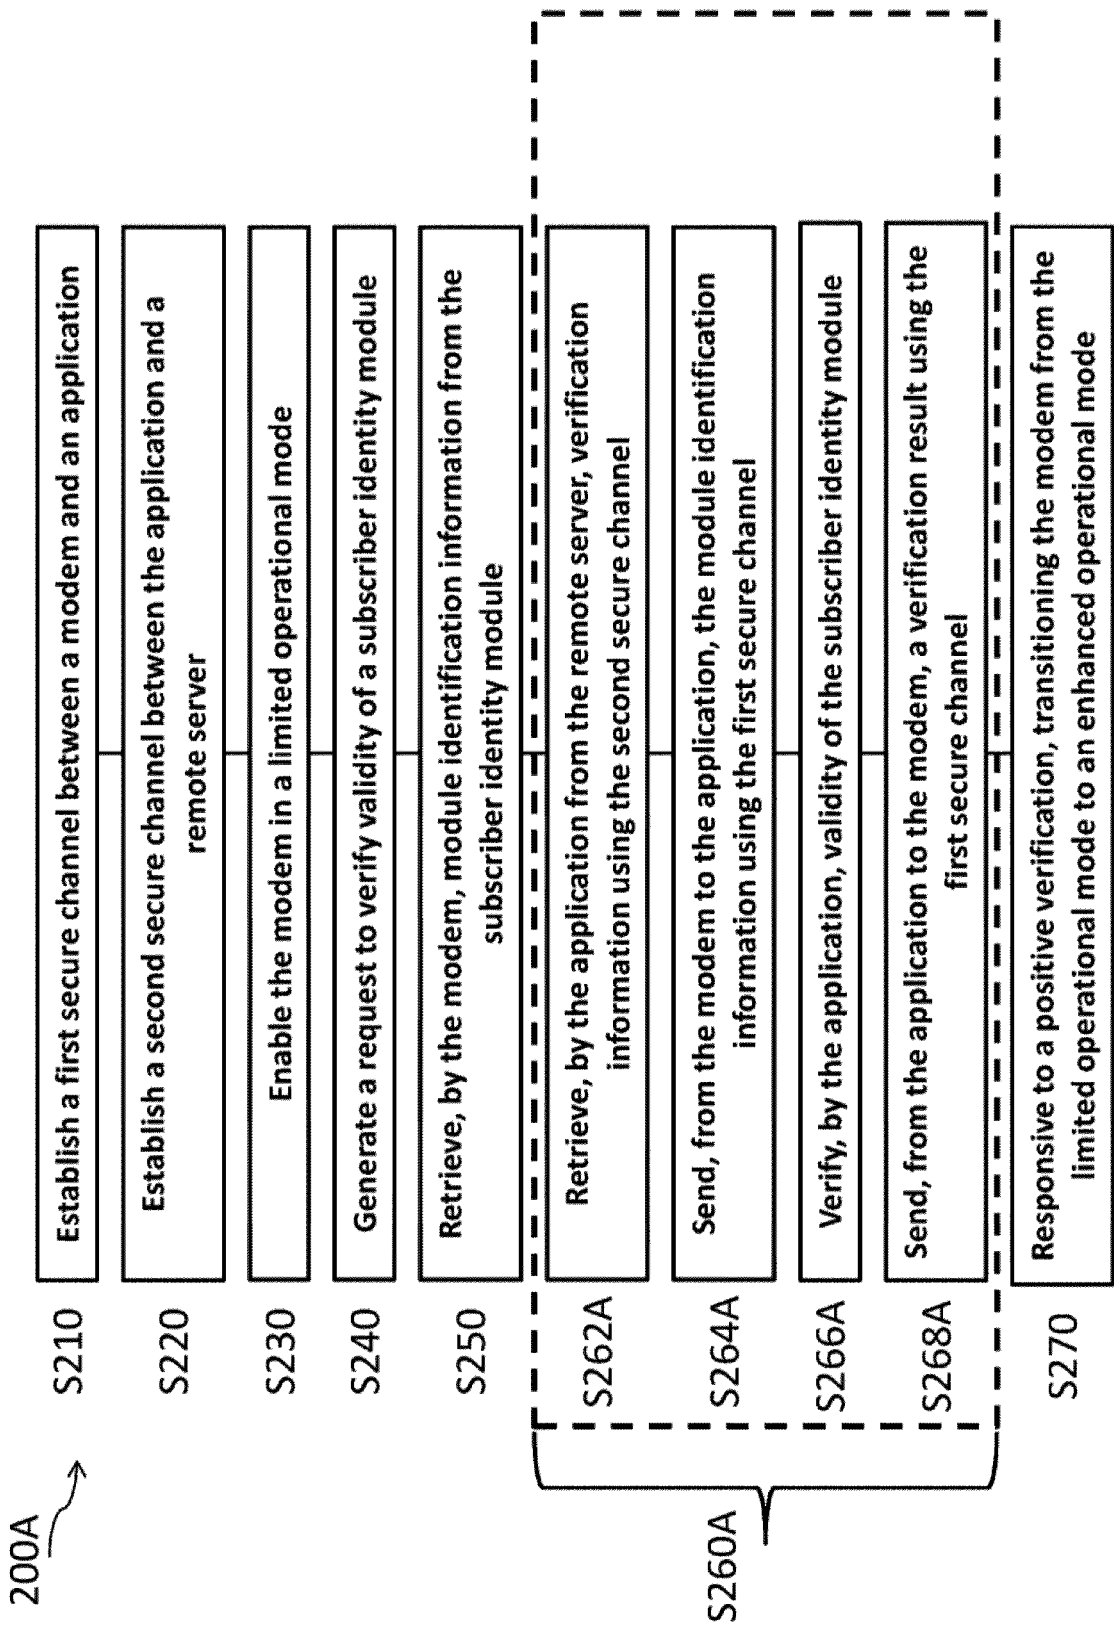 200A
S210
Establish a first secure channel between a modem and an application
S220
Establish a second secure channel between the application and a
remote server
S230
Enable the modem in a limited operational mode
S240
Generate a request to verify validity of a subscriber identity module
S250
Retrieve, by the modem, module identification information from the
subscriber identity module
S260A
S262A
Retrieve, by the application from the remote server, verification
information using the second secure channel
S264A
Send, from the modem to the application, the module identification
information using the first secure channel
S266A
Verify, by the application, validity of the subscriber identity module
S268A
Send, from the application to the modem, a verification result using the
first secure channel
S270
Responsive to a positive verification, transitioning the modem from the
limited operational mode to an enhanced operational mode